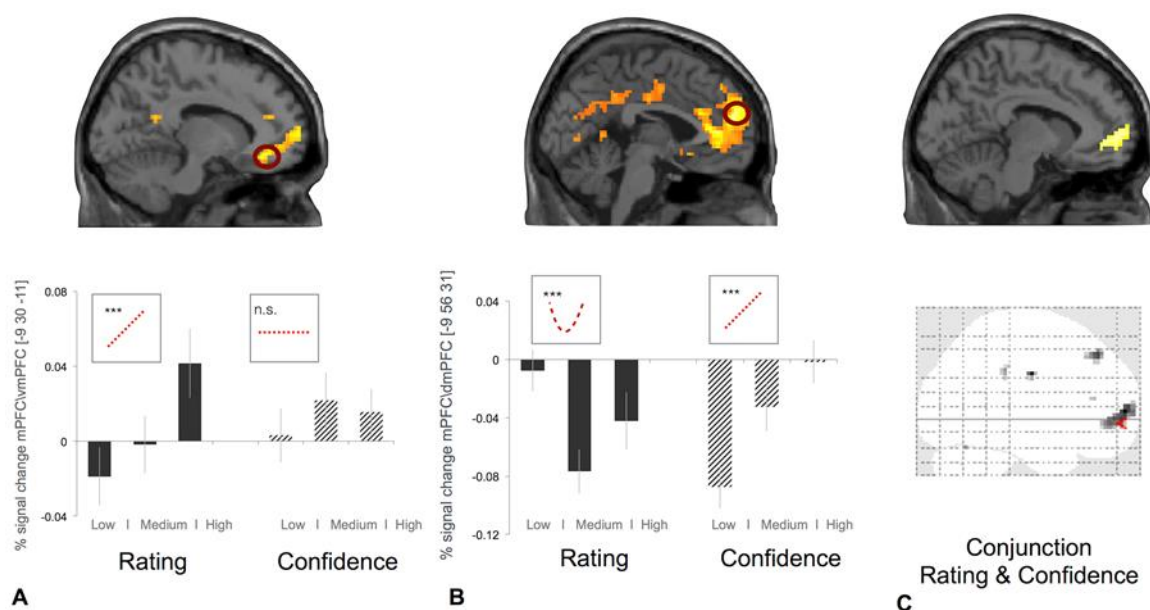 % signal change mPFC\vmPFC [-9 30 -11]
0.08
0.04
0
-0.04
***
n.s.
Low I Medium I High
Low I Medium I High
Rating
Confidence
A
% signal change mPFC\dmPFC [-9 56 31]
0.04
0
-0.04
-0.08
-0.12
***
***
Low I Medium I High
Low I Medium I High
Rating
Confidence
B
Conjunction
Rating & Confidence
C